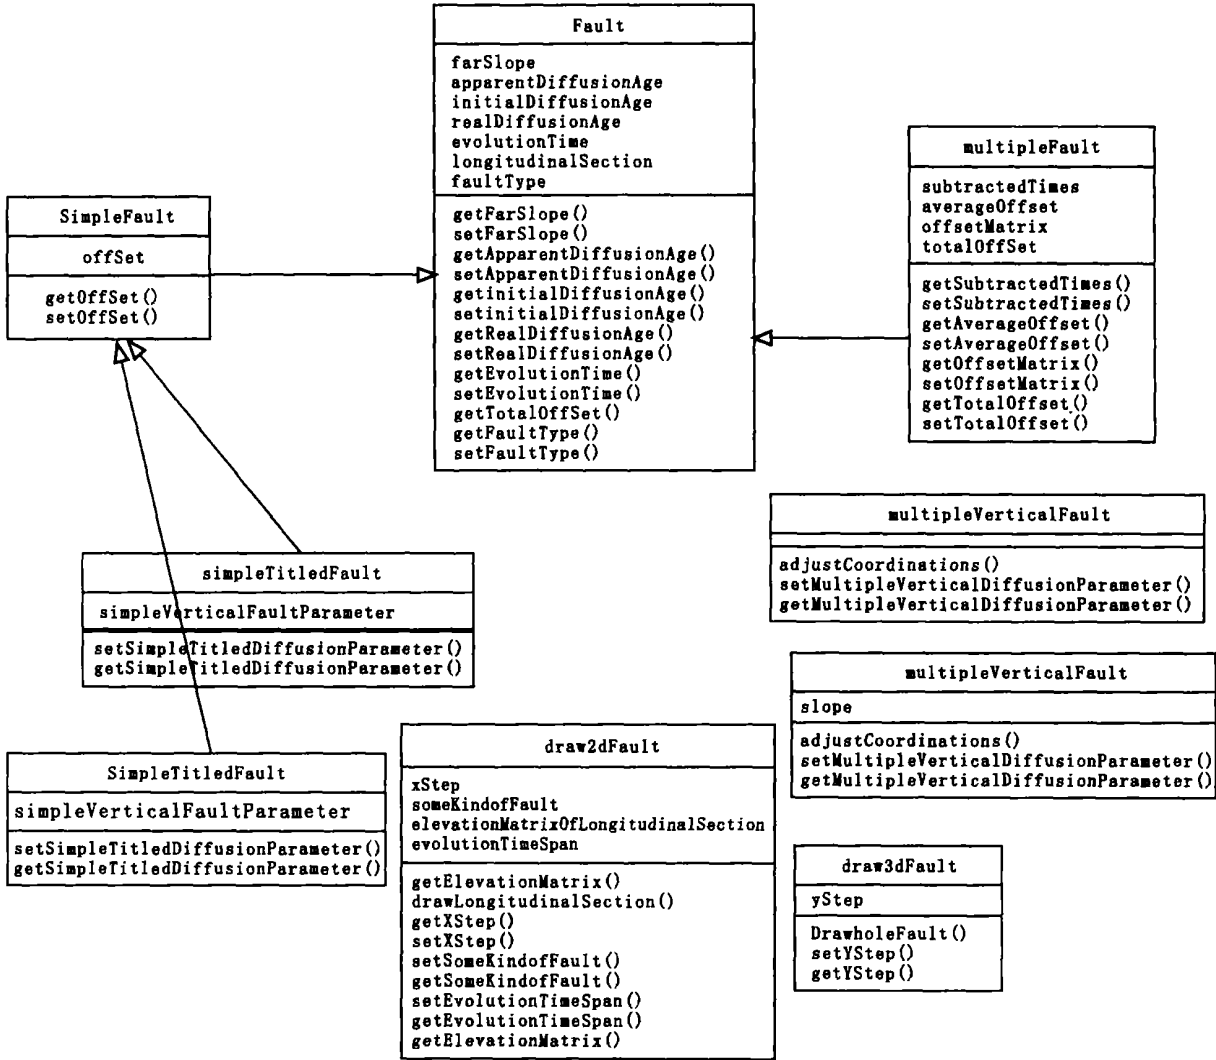 Fault
farSlope
apparentDiffusionAge
initialDiffusionAge
realDiffusionAge
evolutionTime
longitudinalSection
faultType
getFarSlope()
setFarSlope()
getApparentDiffusionAge()
setApparentDiffusionAge()
getinitialDiffusionAge()
setinitialDiffusionAge()
getRealDiffusionAge()
setRealDiffusionAge()
getEvolutionTime()
setEvolutionTime()
getTotalOffSet()
getFaultType()
setFaultType()
multipleFault
subtractedTimes
averageOffset
offsetMatrix
totalOffSet
getSubtractedTimes()
setSubtractedTimes()
getAverageOffset()
setAverageOffset()
getOffsetMatrix()
setOffsetMatrix()
getTotalOffset()
setTotalOffset()
SimpleFault
offSet
getOffSet()
setOffSet()
simpleTitledFault
simpleVerticalFaultParameter
setSimpleTitledDiffusionParameter()
getSimpleTitledDiffusionParameter()
multipleVerticalFault
adjustCoordinations()
setMultipleVerticalDiffusionParameter()
getMultipleVerticalDiffusionParameter()
multipleVerticalFault
slope
adjustCoordinations()
setMultipleVerticalDiffusionParameter()
getMultipleVerticalDiffusionParameter()
SimpleTitledFault
simpleVerticalFaultParameter
setSimpleTitledDiffusionParameter()
getSimpleTitledDiffusionParameter()
draw2dFault
xStep
someKindofFault
elevationMatrixOfLongitudinalSection
evolutionTimeSpan
getElevationMatrix()
drawLongitudinalSection()
getXStep()
setXStep()
setSomeKindofFault()
getSomeKindofFault()
setEvolutionTimeSpan()
getEvolutionTimeSpan()
getElevationMatrix()
draw3dFault
yStep
DrawholeFault()
setYStep()
getYStep()